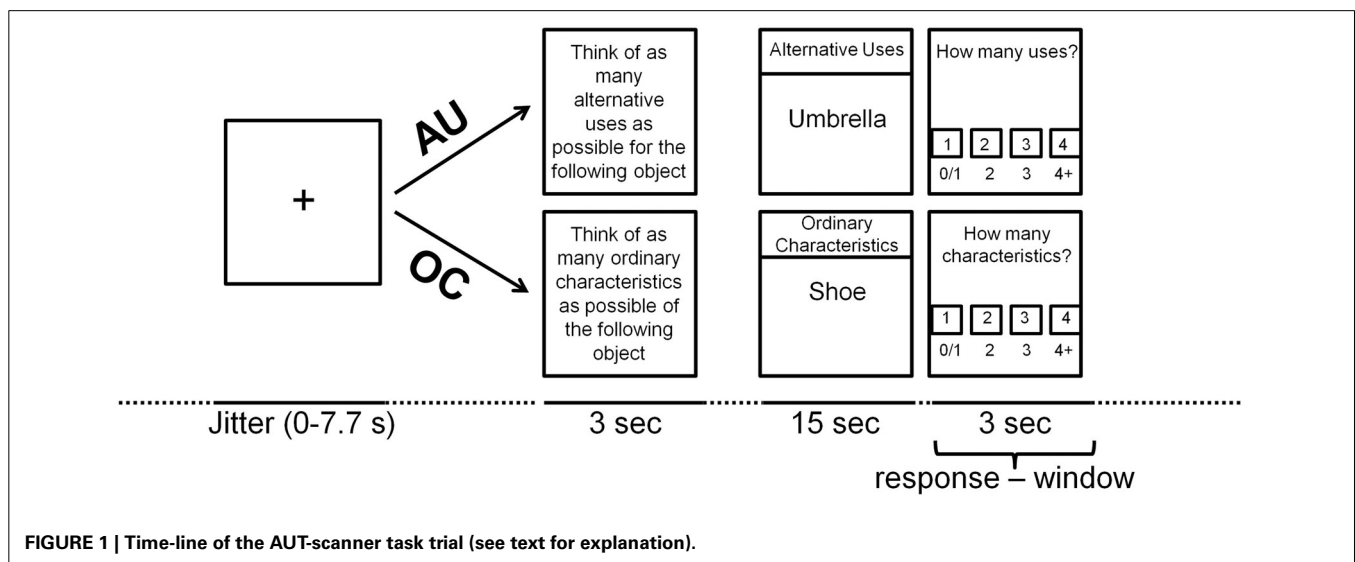 +
AU
OC
Think of as
many
alternative
uses as
possible for the
following object
Alternative Uses
Umbrella
How many uses?
1 2 3 4
0/1 2 3 4+
Think of as
many ordinary
characteristics
as possible of
the following
object
Ordinary
Characteristics
Shoe
How many
characteristics?
1 2 3 4
0/1 2 3 4+
Jitter (0-7.7 s) 3 sec 15 sec 3 sec
response – window
FIGURE 1 | Time-line of the AUT-scanner task trial (see text for explanation).